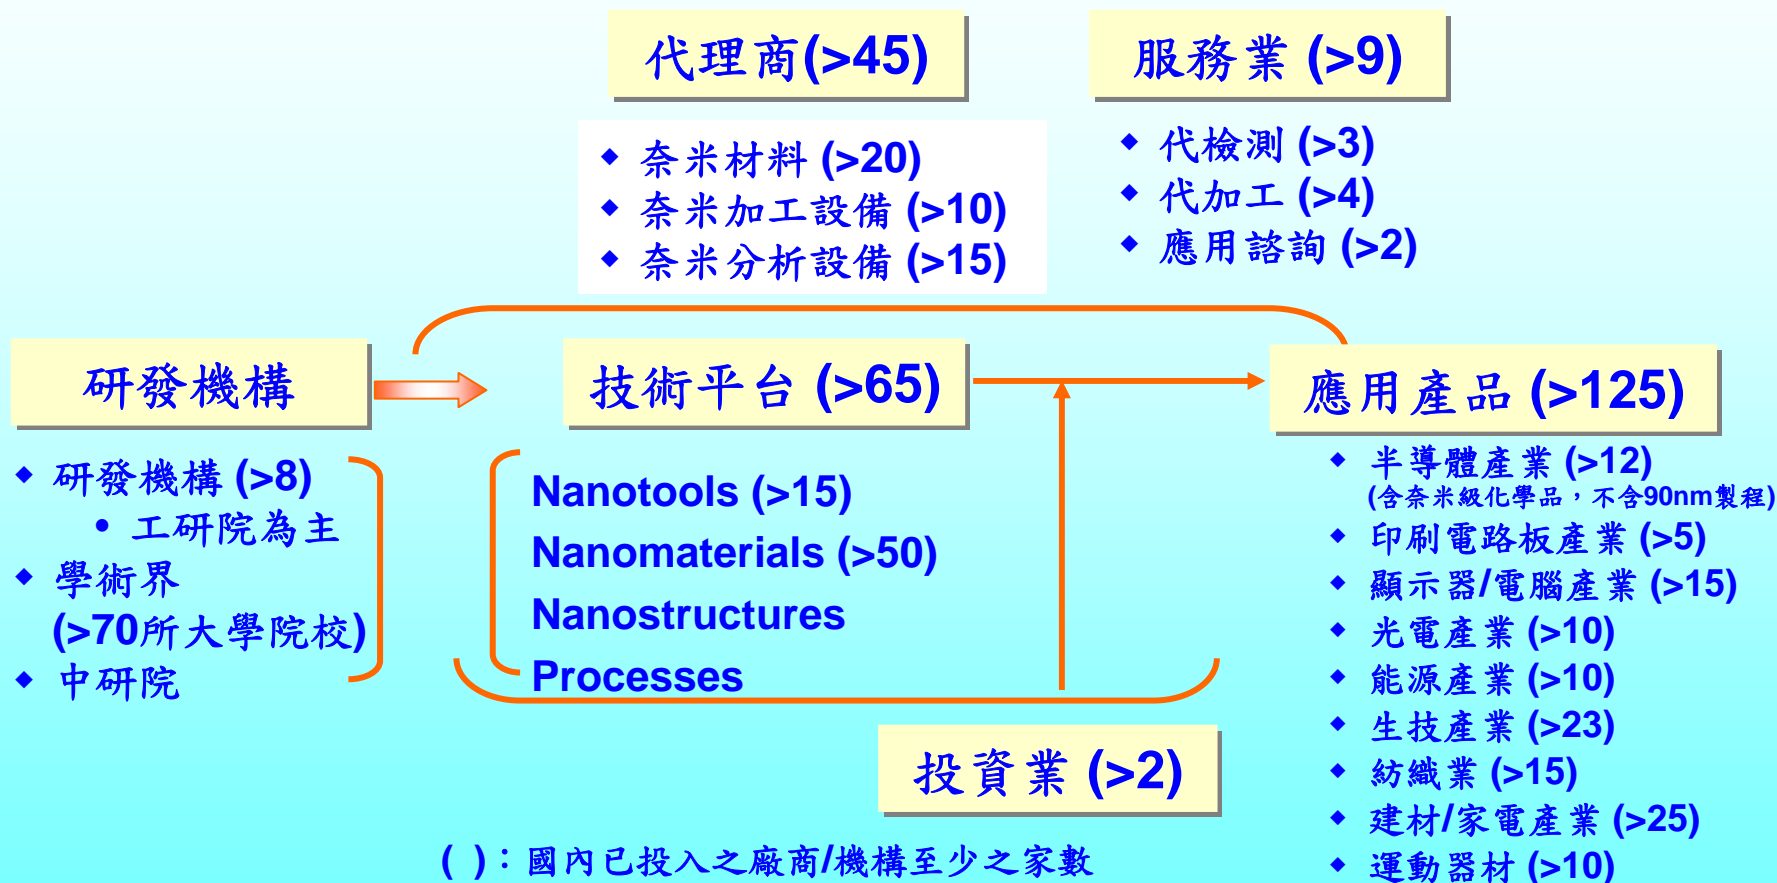 代理商(>45)
服務業 (>9)
奈米材料 (>20)
奈米加工設備 (>10)
奈米分析設備 (>15)
代檢測 (>3)
代加工 (>4)
應用諮詢 (>2)
研發機構
技術平台 (>65)
應用產品 (>125)
研發機構 (>8)
工研院為主
學術界
(>70所大學院校)
中研院
Nanotools (>15)
Nanomaterials (>50)
Nanostructures
Processes
半導體產業 (>12)
(含奈米級化學品，不含90nm製程)
印刷電路板產業 (>5)
顯示器/電腦產業 (>15)
光電產業 (>10)
能源產業 (>10)
生技產業 (>23)
紡織業 (>15)
建材/家電產業 (>25)
運動器材 (>10)
投資業 (>2)
( )：國內已投入之廠商/機構至少之家數